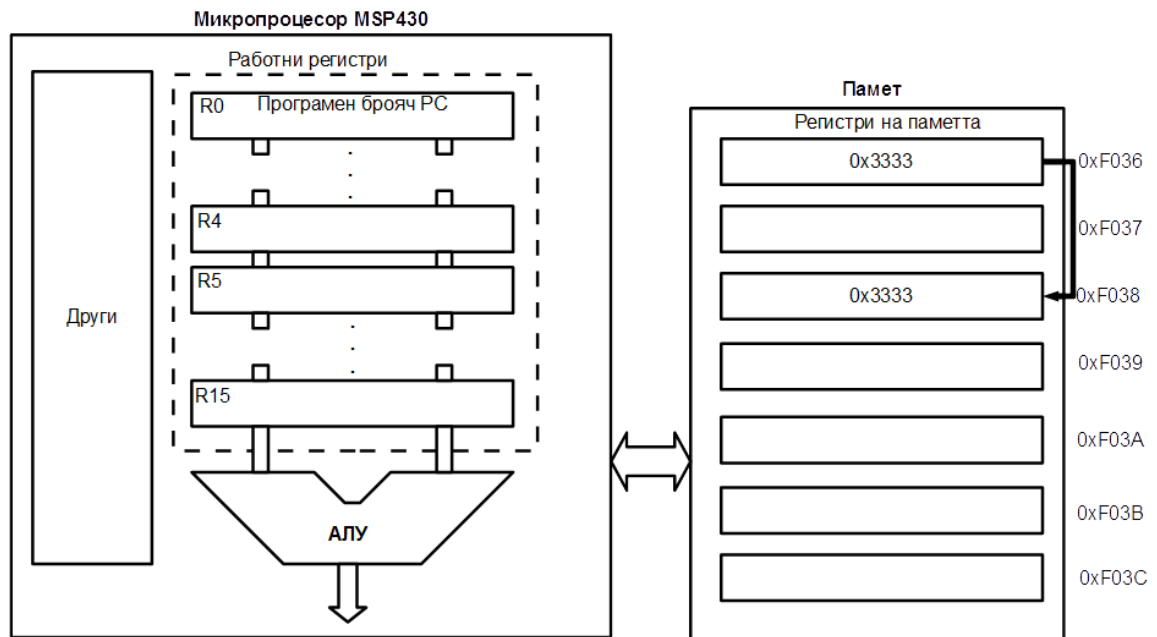 Микропроцесор MSP430
Работни регистри
R0
Програмен брояч PC
R4
R5
R15
Други
АЛУ
Памет
Регистри на паметта
0x3333
0xF036
0xF037
0x3333
0xF038
0xF039
0xF03A
0xF03B
0xF03C